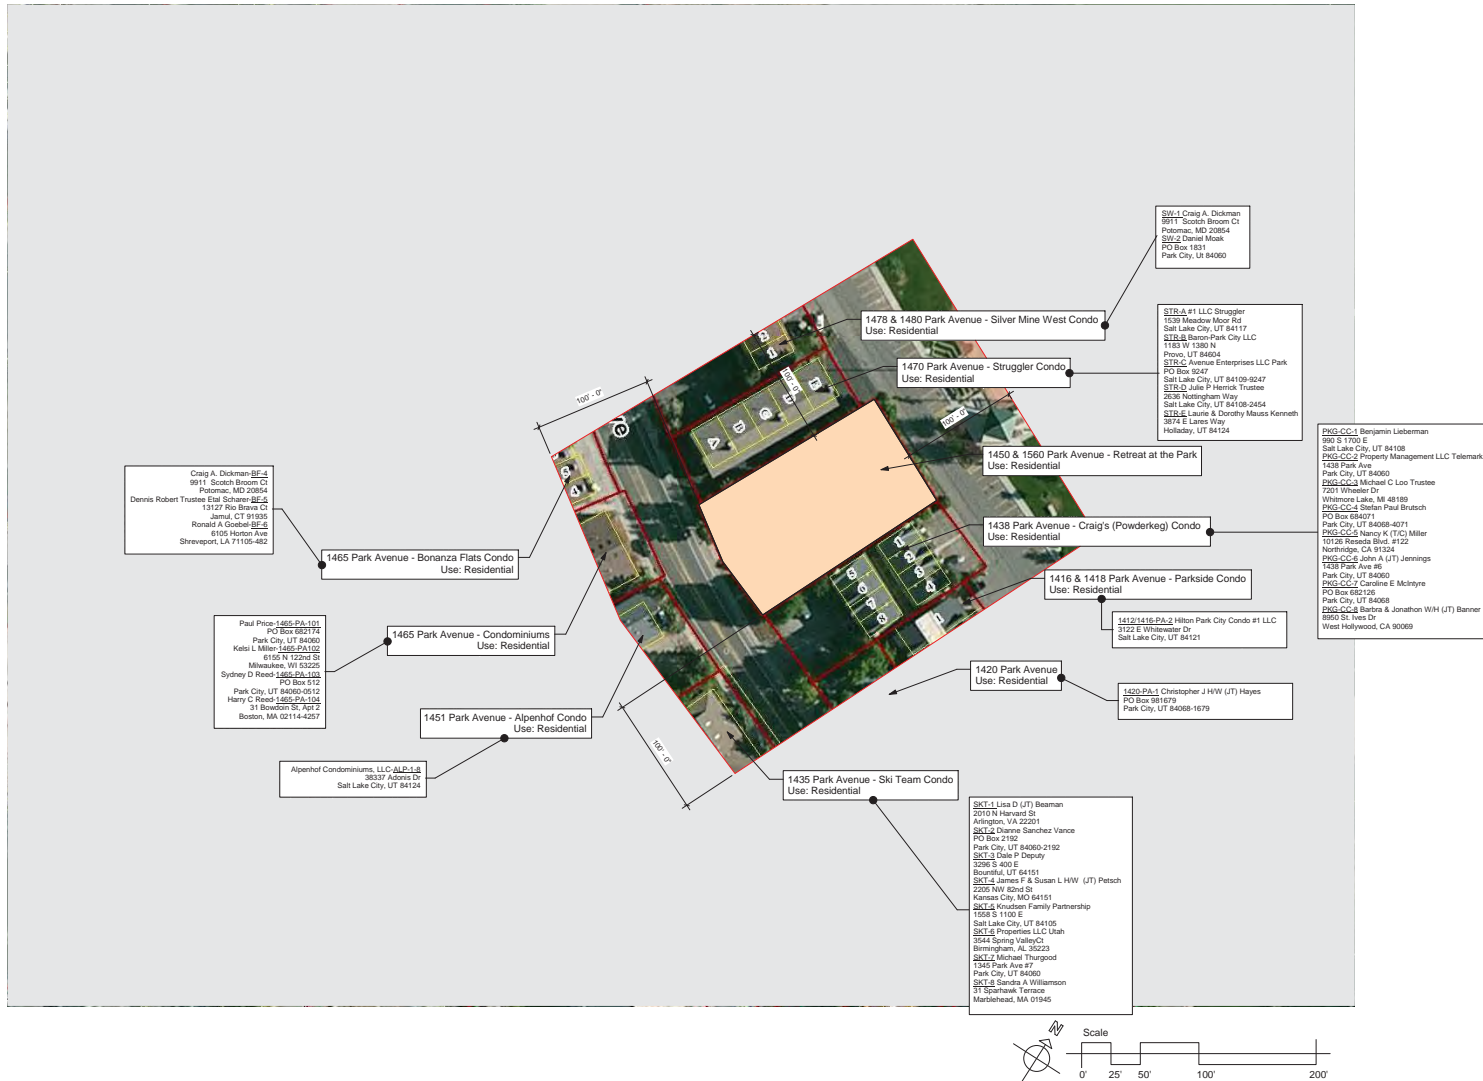 SW-1 Craig A. Dickman
9911 Scotch Broom Ct
Potomac, MD 20854
SW-2 Daniel Moak
PO Box 1831
Park City, Ut 84060
1478 & 1480 Park Avenue - Silver Mine West Condo
Use: Residential
STR-A #1 LLC Struggler
1539 Meadow Moor Rd
Salt Lake City, UT 84117
STR-B Baron-Park City LLC
1183 W 1380 N
Provo, UT 84604
STR-C Avenue Enterprises LLC Park
PO Box 9247
Salt Lake City, UT 84109-9247
STR-D Julie P Herrick Trustee
2636 Nottingham Way
Salt Lake City, UT 84108-2454
STR-E Laurie & Dorothy Mauss Kenneth
3874 E Lares Way
Holladay, UT 84124
1470 Park Avenue - Struggler Condo
Use: Residential
2
1
100' - 0"
100' - 0"
100' - 0"
E
D
C
B
A
ve
1450 & 1560 Park Avenue - Retreat at the Park
Use: Residential
PKG-CC-1 Benjamin Lieberman
990 S 1700 E
Salt Lake City, UT 84108
PKG-CC-2 Property Management LLC Telemark
1438 Park Ave
Park City, UT 84060
PKG-CC-3 Michael C Loo Trustee
7201 Wheeler Dr
Whitmore Lake, MI 48189
PKG-CC-4 Stefan Paul Brutsch
PO Box 684071
Park City, UT 84068-4071
PKG-CC-5 Nancy K (T/C) Miller
10126 Reseda Blvd. #122
Northridge, CA 91324
PKG-CC-6 John A (JT) Jennings
1438 Park Ave #6
Park City, UT 84060
PKG-CC-7 Caroline E McIntyre
PO Box 682126
Park City, UT 84068
PKG-CC-8 Barbra & Jonathon W/H (JT) Banner
8950 St. Ives Dr
West Hollywood, CA 90069
Craig A. Dickman-BF-4
9911 Scotch Broom Ct
Potomac, MD 20854
Dennis Robert Trustee Etal Scharer-BF-5
13127 Rio Brava Ct
Jamul, CT 91935
Ronald A Goebel-BF-6
6105 Horton Ave
Shreveport, LA 71105-482
5
4
1438 Park Avenue - Craig's (Powderkeg) Condo
Use: Residential
1465 Park Avenue - Bonanza Flats Condo
Use: Residential
1
2
3
4
5
6
7
8
1416 & 1418 Park Avenue - Parkside Condo
Use: Residential
1
1412/1416-PA-2 Hilton Park City Condo #1 LLC
3122 E Whitewater Dr
Salt Lake City, UT 84121
Paul Price-1465-PA-101
PO Box 682174
Park City, UT 84060
Kelsi L Miller-1465-PA102
6155 N 122nd St
Milwaukee, WI 53225
Sydney D Reed-1465-PA-103
PO Box 512
Park City, UT 84060-0512
Harry C Reed-1465-PA-104
31 Bowdoin St, Apt 2
Boston, MA 02114-4257
1465 Park Avenue - Condominiums
Use: Residential
1420 Park Avenue
Use: Residential
1420-PA-1 Christopher J H/W (JT) Hayes
PO Box 981679
Park City, UT 84068-1679
1451 Park Avenue - Alpenhof Condo
Use: Residential
100' - 0"
Alpenhof Condominiums, LLC-ALP-1-8
38337 Adonis Dr
Salt Lake City, UT 84124
1435 Park Avenue - Ski Team Condo
Use: Residential
SKT-1 Lisa D (JT) Beaman
2010 N Harvard St
Arlington, VA 22201
SKT-2 Dianne Sanchez Vance
PO Box 2192
Park City, UT 84060-2192
SKT-3 Dale P Deputy
3296 S 400 E
Bountiful, UT 64151
SKT-4 James F & Susan L H/W (JT) Petsch
2205 NW 82nd St
Kansas City, MO 64151
SKT-5 Knudsen Family Partnership
1558 S 1100 E
Salt Lake City, UT 84105
SKT-6 Properties LLC Utah
3544 Spring ValleyCt
Birmingham, AL 35223
SKT-7 Michael Thurgood
1345 Park Ave #7
Park City, UT 84060
SKT-8 Sandra A Williamson
31 Sparhawk Terrace
Marblehead, MA 01945
N
Scale
0' 25' 50' 100' 200'